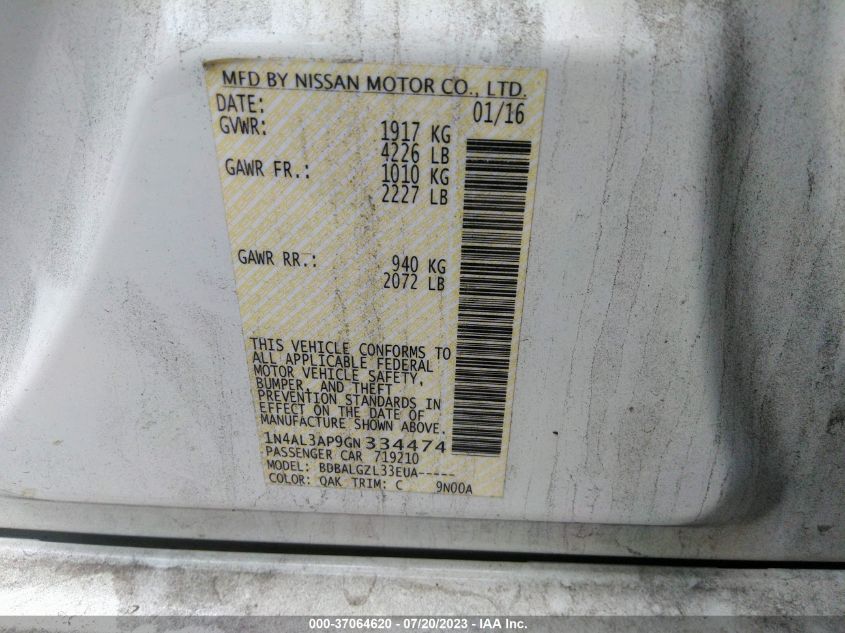 MFD BY NISSAN MOTOR CO., LTD.
DATE: 01/16
GVWR: 1917 KG
4226 LB
GAWR FR.: 1010 KG
2227 LB
GAWR RR.: 940 KG
2072 LB
THIS VEHICLE CONFORMS TO
ALL APPLICABLE FEDERAL
MOTOR VEHICLE SAFETY,
BUMPER, AND THEFT
PREVENTION STANDARDS IN
EFFECT ON THE DATE OF
MANUFACTURE SHOWN ABOVE.
1N4AL3AP9GN334474
PASSENGER CAR 719210
MODEL: BDBALGZL33EUA-----
COLOR: QAK TRIM: C 9N00A
000-37064620 - 07/20/2023 - IAA Inc.